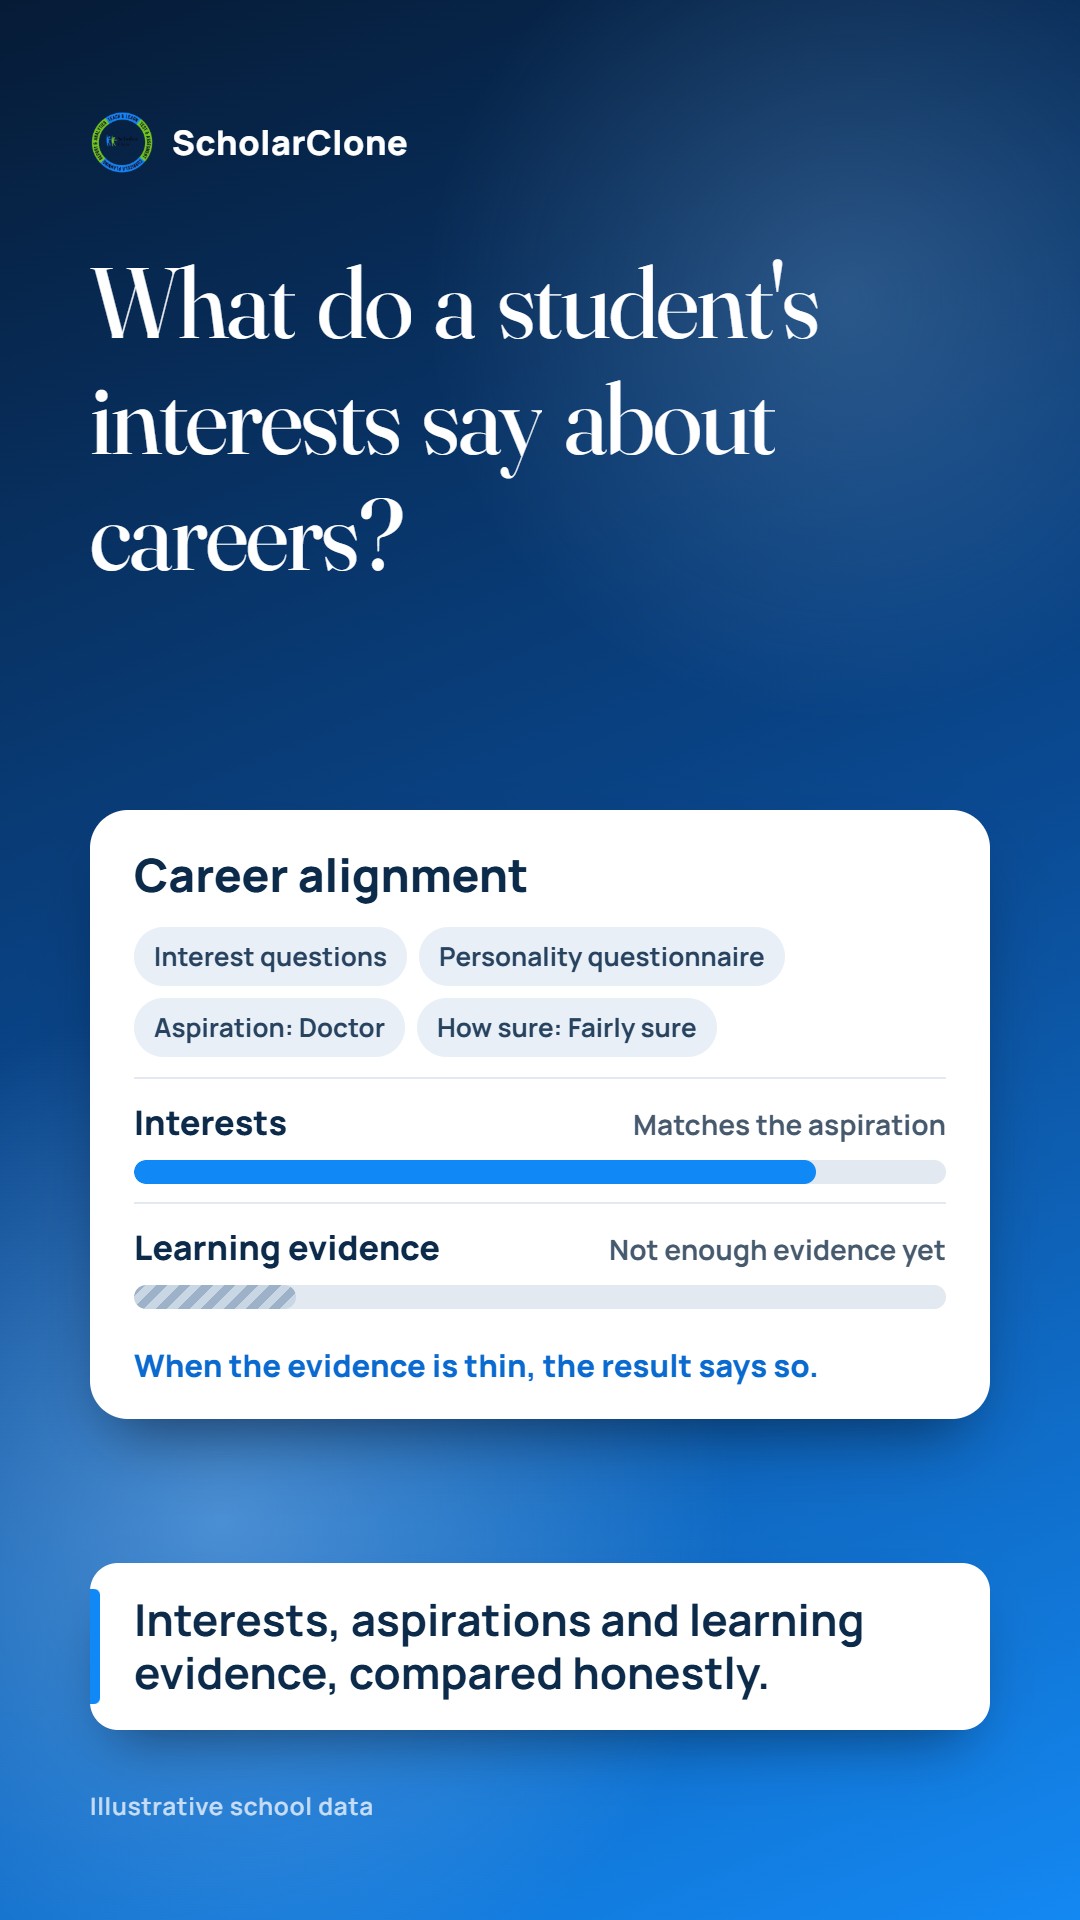 ScholarClone
What do a student's
interests say about
careers?
Career alignment
Interest questions
Personality questionnaire
Aspiration: Doctor
How sure: Fairly sure
Interests
Matches the aspiration
Learning evidence
Not enough evidence yet
When the evidence is thin, the result says so.
Interests, aspirations and learning
evidence, compared honestly.
Illustrative school data